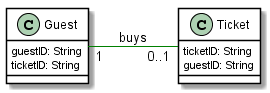 C Guest
guestID: String
ticketID: String
buys
1
0..1
C Ticket
ticketID: String
guestID: String